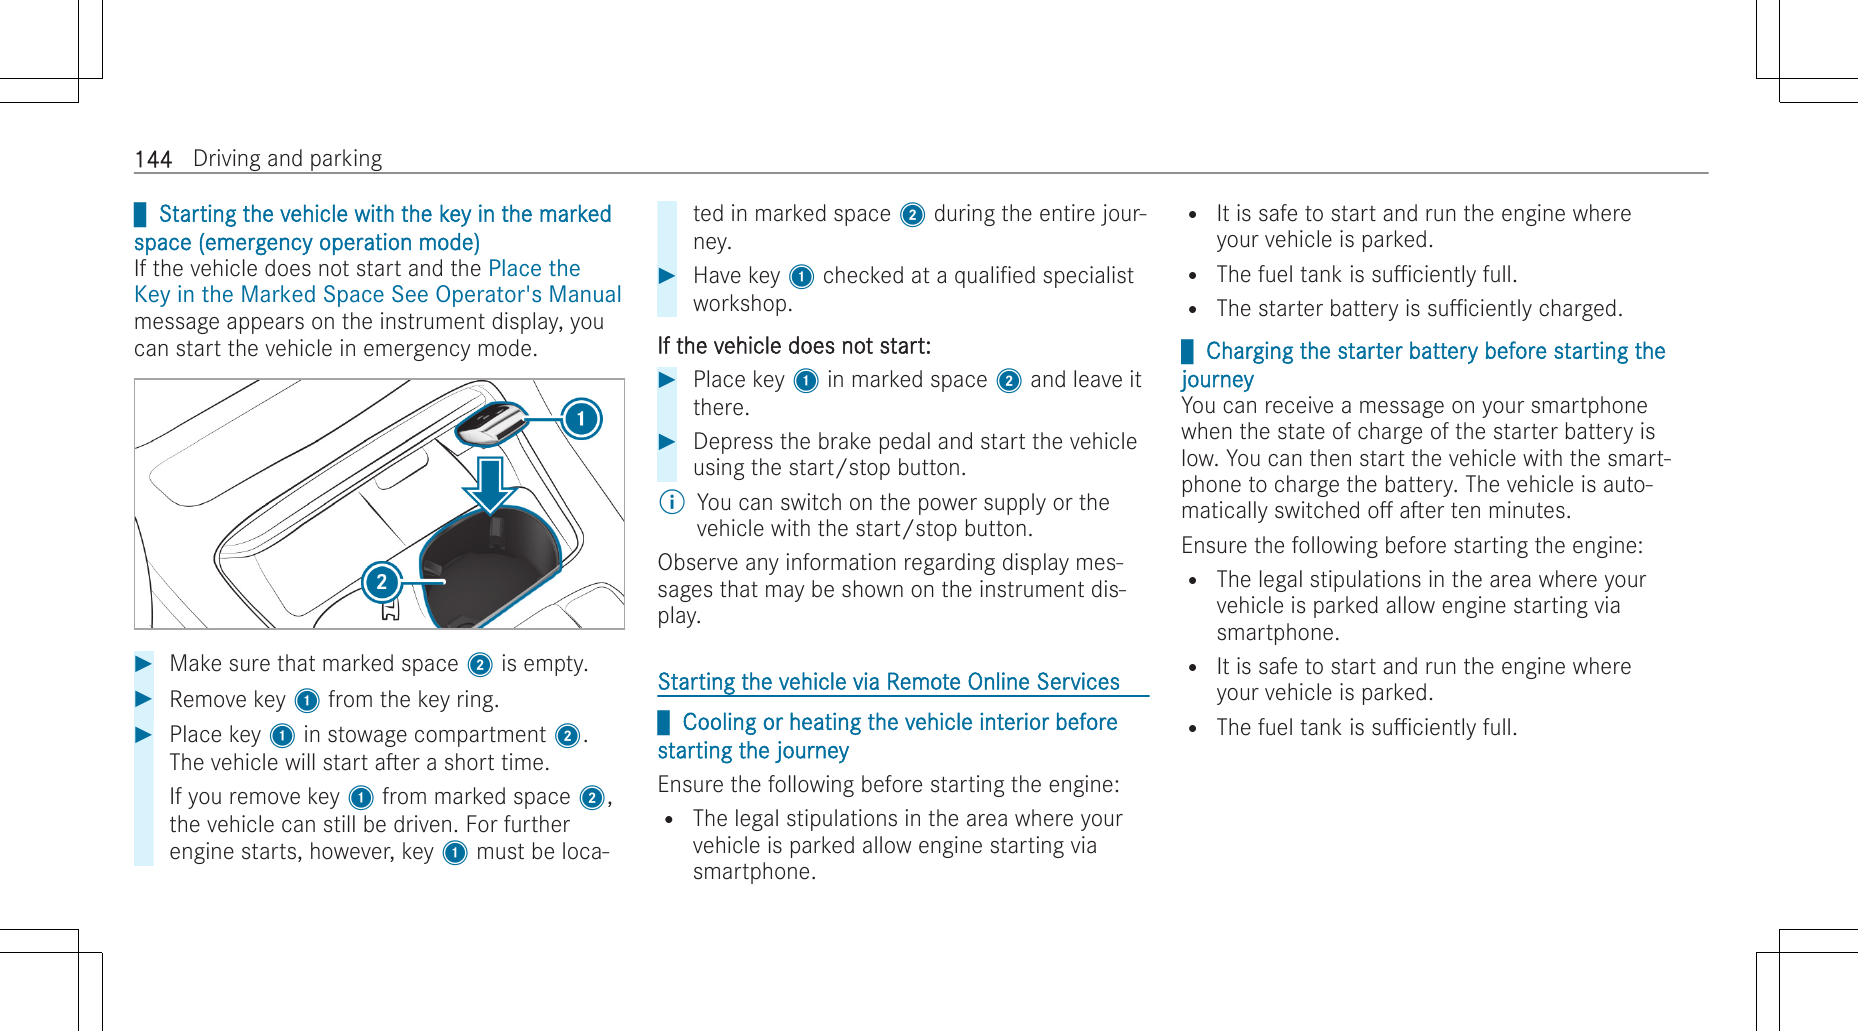 144 Driving and parking
Starting the vehicle with the key in the marked
space (emergency operation mode)
If the vehicle does not start and the Place the
Key in the Marked Space See Operator's Manual
message appears on the instrument display, you
can start the vehicle in emergency mode.
1
2
Make sure that marked space 2 is empty.
Remove key 1 from the key ring.
Place key 1 in stowage compartment 2.
The vehicle will start after a short time.
If you remove key 1 from marked space 2,
the vehicle can still be driven. For further
engine starts, however, key 1 must be loca-
ted in marked space 2 during the entire jour-
ney.
Have key 1 checked at a qualified specialist
workshop.
If the vehicle does not start:
Place key 1 in marked space 2 and leave it
there.
Depress the brake pedal and start the vehicle
using the start/stop button.
i You can switch on the power supply or the
vehicle with the start/stop button.
Observe any information regarding display mes-
sages that may be shown on the instrument dis-
play.
Starting the vehicle via Remote Online Services
Cooling or heating the vehicle interior before
starting the journey
Ensure the following before starting the engine:
• The legal stipulations in the area where your
vehicle is parked allow engine starting via
smartphone.
• It is safe to start and run the engine where
your vehicle is parked.
• The fuel tank is sufficiently full.
• The starter battery is sufficiently charged.
Charging the starter battery before starting the
journey
You can receive a message on your smartphone
when the state of charge of the starter battery is
low. You can then start the vehicle with the smart-
phone to charge the battery. The vehicle is auto-
matically switched off after ten minutes.
Ensure the following before starting the engine:
• The legal stipulations in the area where your
vehicle is parked allow engine starting via
smartphone.
• It is safe to start and run the engine where
your vehicle is parked.
• The fuel tank is sufficiently full.